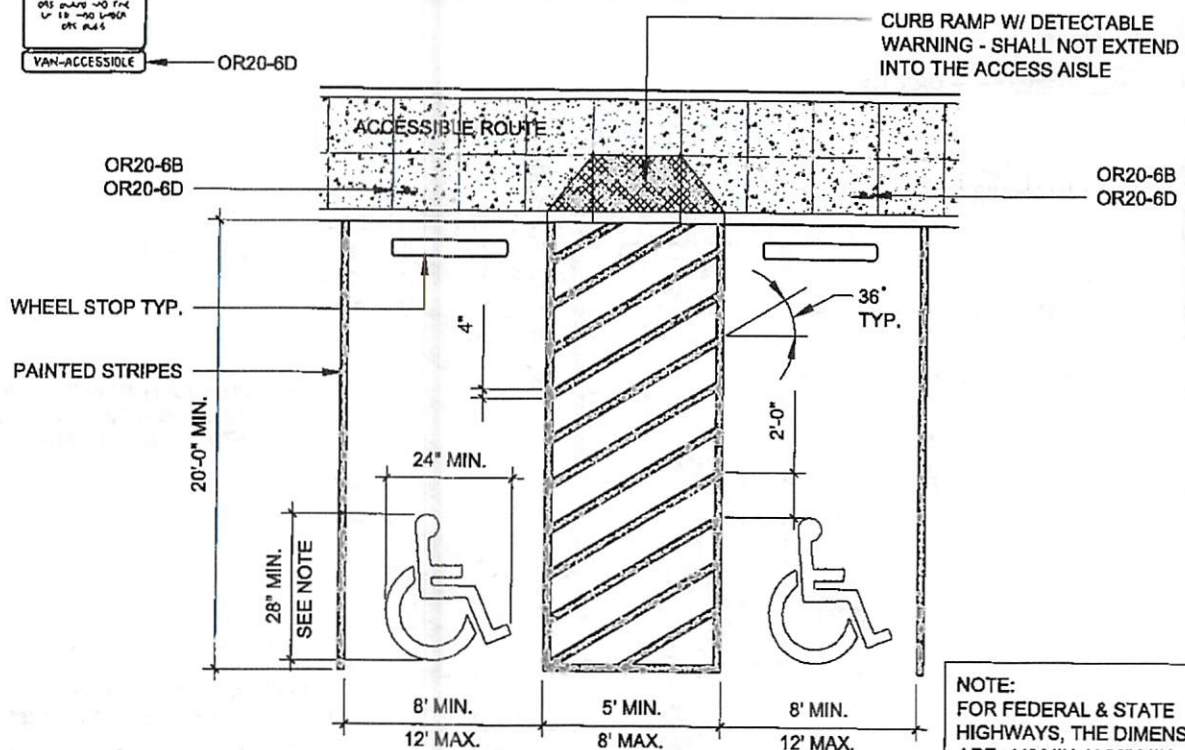 VAN-ACCESSIBLE
OR20-6D
CURB RAMP W/ DETECTABLE
WARNING - SHALL NOT EXTEND
INTO THE ACCESS AISLE
ACCESSIBLE ROUTE
OR20-6B
OR20-6D
OR20-6B
OR20-6D
WHEEL STOP TYP.
36°
TYP.
4"
PAINTED STRIPES
20'-0" MIN.
24" MIN.
2'-0"
28" MIN.
SEE NOTE
8' MIN.
12' MAX.
5' MIN.
8' MAX.
8' MIN.
12' MAX.
NOTE:
FOR FEDERAL & STATE
HIGHWAYS, THE DIMENS